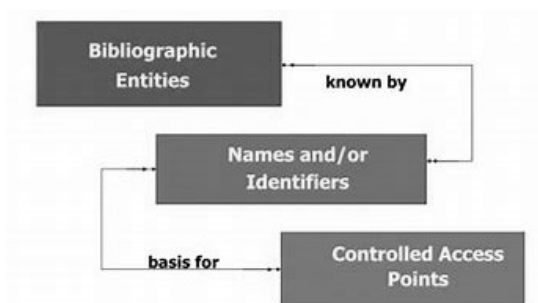 Bibliographic
Entities
known by
Names and/or
Identifiers
basis for
Controlled Access
Points